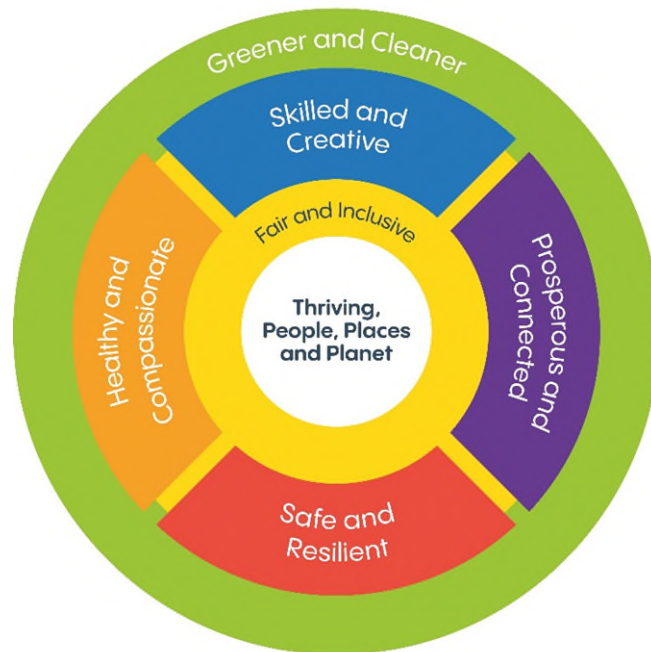 Greener and Cleaner
Skilled and
Creative
Fair and Inclusive
Healthy and
Compassionate
Thriving,
People, Places
and Planet
Prosperous and
Connected
Safe and
Resilient